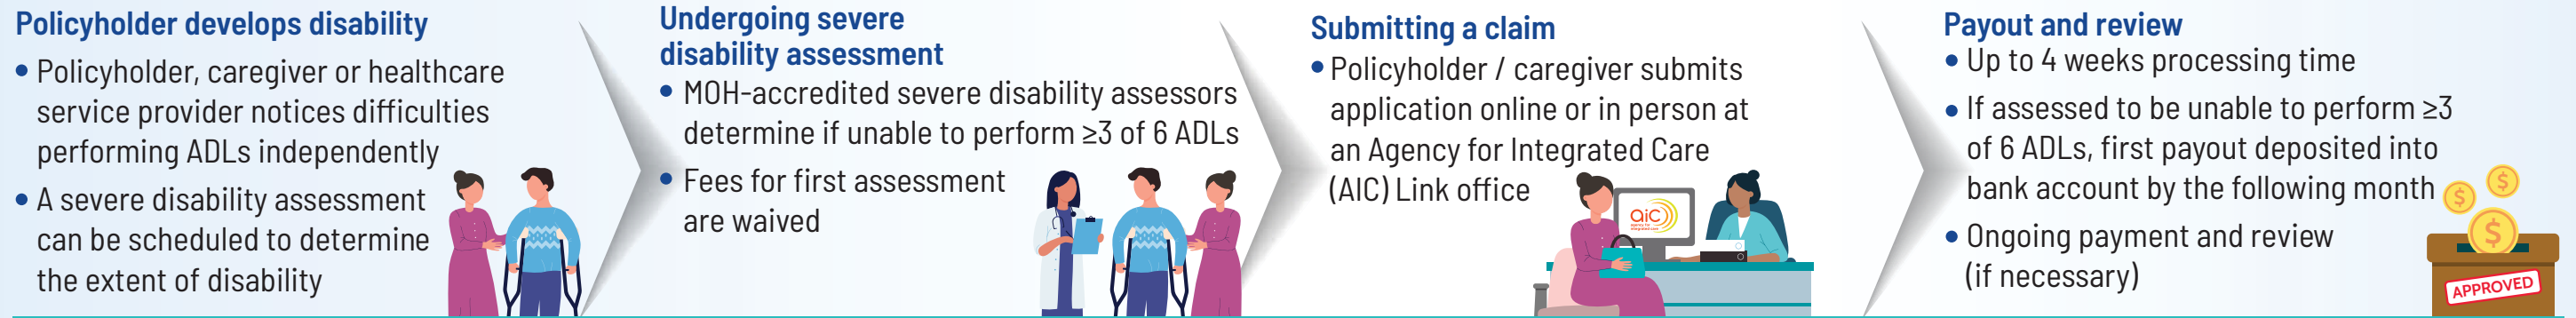 Policyholder develops disability
• Policyholder, caregiver or healthcare
service provider notices difficulties
performing ADLs independently
• A severe disability assessment
can be scheduled to determine
the extent of disability
Undergoing severe
disability assessment
• MOH-accredited severe disability assessors
determine if unable to perform ≥3 of 6 ADLs
• Fees for first assessment
are waived
Submitting a claim
• Policyholder / caregiver submits
application online or in person at
an Agency for Integrated Care
(AIC) Link office
aic
agency for
integrated care
Payout and review
• Up to 4 weeks processing time
• If assessed to be unable to perform ≥3
of 6 ADLs, first payout deposited into
bank account by the following month
• Ongoing payment and review
(if necessary)
$
$
$
APPROVED